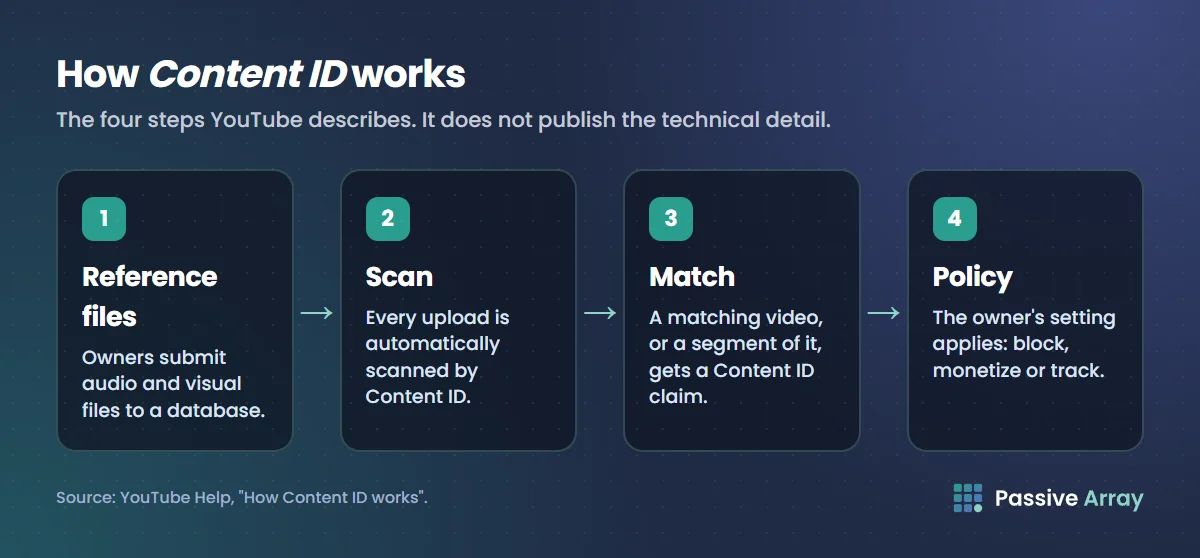 How Content ID works
The four steps YouTube describes. It does not publish the technical detail.
1
Reference
files
Owners submit
audio and visual
files to a database.
→
2
Scan
Every upload is
automatically
scanned by
Content ID.
→
3
Match
A matching video,
or a segment of it,
gets a Content ID
claim.
→
4
Policy
The owner's setting
applies: block,
monetize or track.
Source: YouTube Help, "How Content ID works".
Passive Array